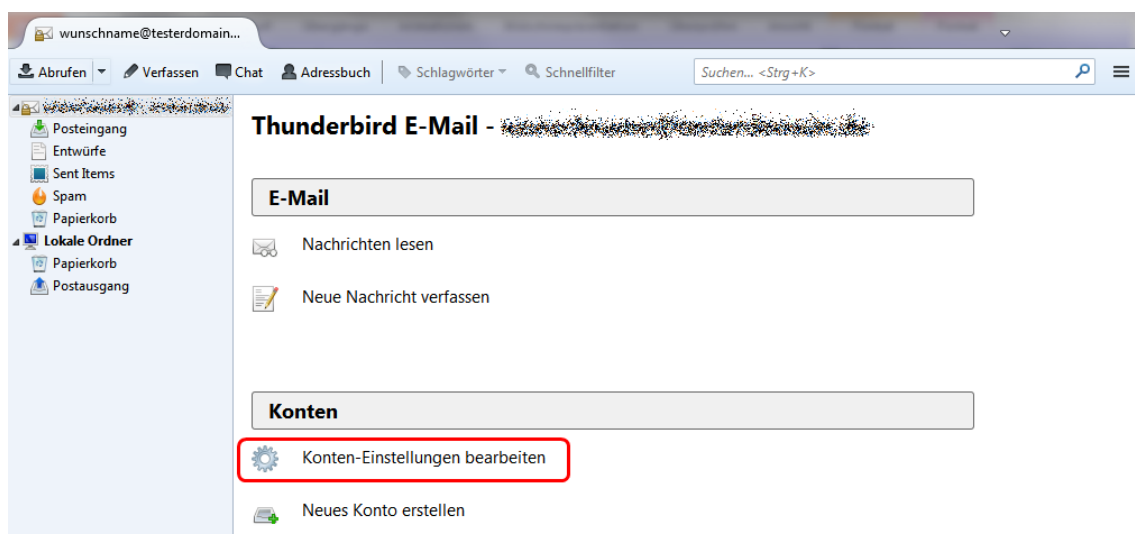 wunschname@testerdomain...
Abrufen Verfassen Chat Adressbuch Schlagwörter Schnellfilter Suchen... <Strg+K>
Posteingang
Entwürfe
Sent Items
Spam
Papierkorb
Lokale Ordner
Papierkorb
Postausgang
Thunderbird E-Mail -
E-Mail
Nachrichten lesen
Neue Nachricht verfassen
Konten
Konten-Einstellungen bearbeiten
Neues Konto erstellen